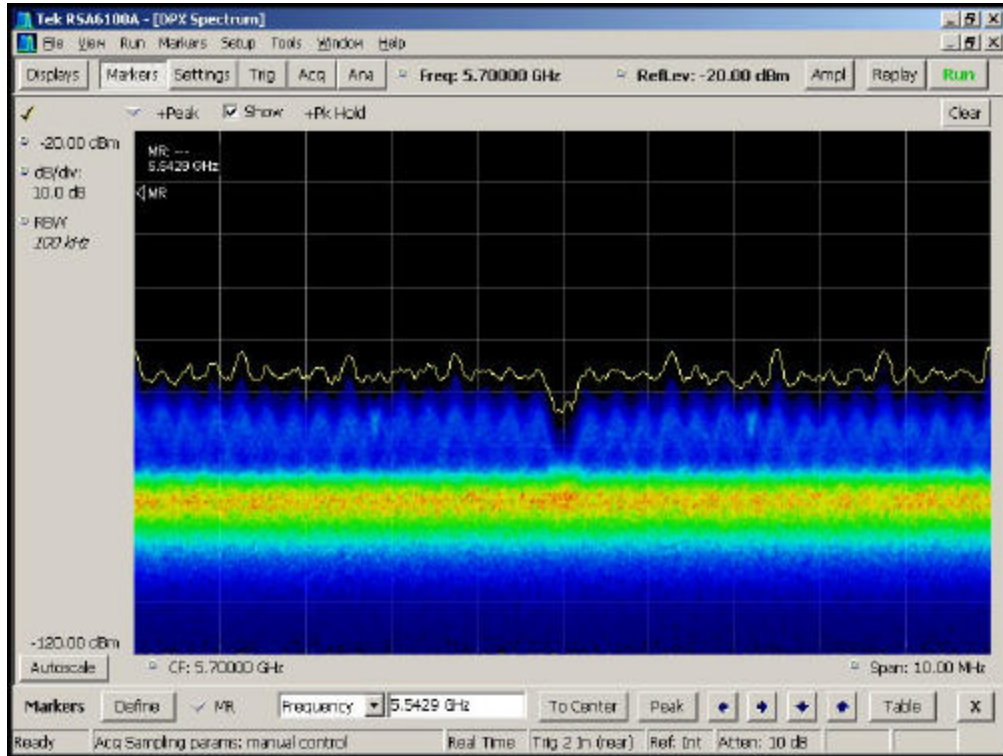 Tek RSA6100A - [DPX Spectrum]
File View Run Markers Setup Tools Window Help
Displays Markers Settings Trig Acq Ana Freq: 5.70000 GHz RefLev: -20.00 dBm Ampl Replay Run
+Peak Show +Pk Hold Clear
-20.00 dBm
dB/div:
10.0 dB
RBW
100 kHz
MR: ---
5.5429 GHz
MR
-120.00 dBm
Autoscale CF: 5.70000 GHz Span: 10.00 MHz
Markers Define MR Frequency 5.5429 GHz To Center Peak Table X
Ready Acq Sampling params: manual control Real Time Trig 2 In (rear) Ref: Int Atten: 10 dB